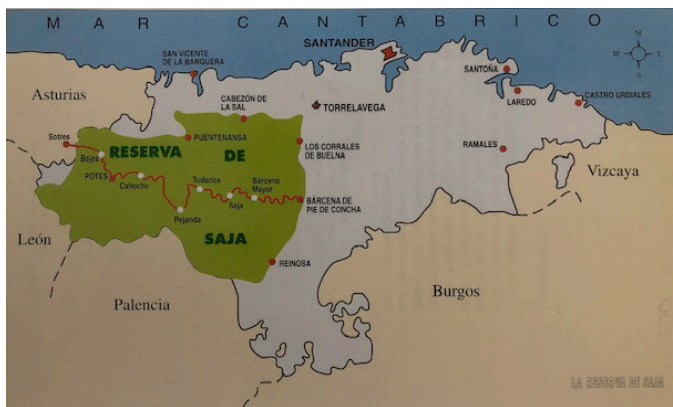 MAR CANTABRICO
SAN VICENTE
DE LA BARQUERA
SANTANDER
SANTOÑA
N
W
E
S
Asturias
CABEZÓN DE
LA SAL
TORRELAVEGA
LAREDO
CASTRO URDIALES
Sotres
PUENTENANSA
RESERVA
DE
LOS CORRALES
DE BUELNA
RAMALES
Bejes
POTES
Cahecho
Tudanca
Bárcena
Mayor
Vizcaya
Saja
BÁRCENA DE
PIE DE CONCHA
Pejanda
León
SAJA
REINOSA
Palencia
Burgos
LA RESERVA DE SAJA